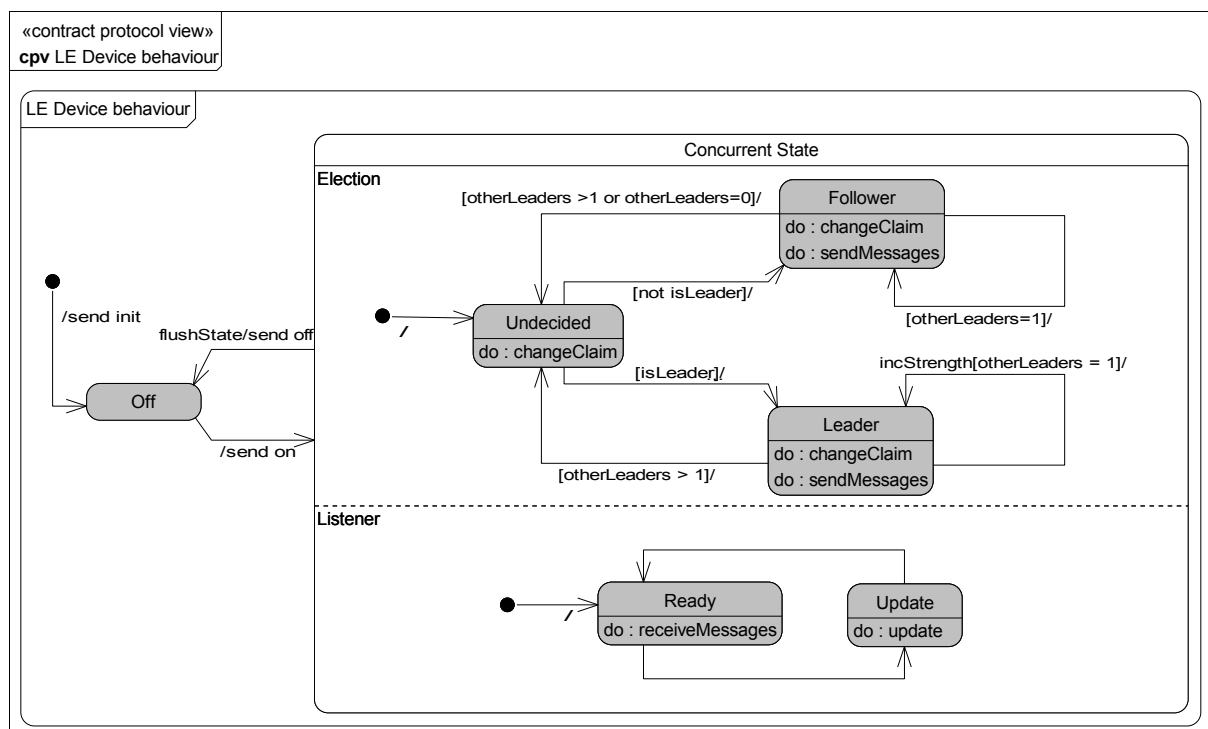 «contract protocol view»
cpv LE Device behaviour
LE Device behaviour
Concurrent State
Election
[otherLeaders >1 or otherLeaders=0]/
Follower
do : changeClaim
do : sendMessages
/send init
[not isLeader]/
[otherLeaders=1]/
/
Undecided
do : changeClaim
flushState/send off
Off
/send on
[isLeader]/
incStrength[otherLeaders = 1]/
Leader
do : changeClaim
do : sendMessages
[otherLeaders > 1]/
Listener
/
Ready
do : receiveMessages
Update
do : update